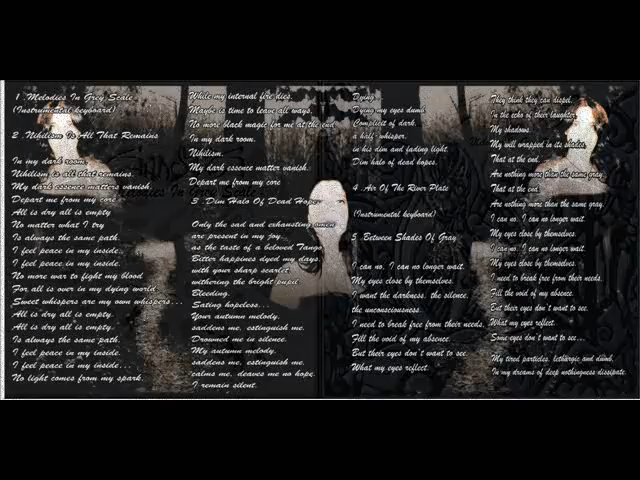 1 .Melodies In Grey Scale
(Instrumental keyboard)
2 .Nihilism Is All That Remains
In my dark room.
Nihilism is all that remains.
My dark essence matters vanish.
Depart me from my core
All is dry all is empty
No matter what I cry
Is always the same path.
I feel peace in my inside.
I feel peace in my inside.
No more war to fight my blood
For all is over in my dying world
Sweet whispers are my own whispers...
All is dry all is empty.
All is dry all is empty.
Is always the same path.
I feel peace in my inside.
I feel peace in my inside...
No light comes from my spark.
While my internal fire dies.
Maybe is time to leave all ways.
No more black magic for me at the end
In my dark room.
Nihilism.
My dark essence matter vanish.
Depart me from my core
3 .Dim Halo Of Dead Hopes
Only the sad and exhausting omen
are present in my joy.
as the taste of a beloved Tango
Bitter happines dyed my days.
with your sharp scarlet
withering the bright pupil
Bleeding.
Sating hopeless...
Your autumn melody.
saddens me, estinguish me.
Drowned me in silence.
My autumn melody.
saddens me, estinguish me.
calms me, deaves me no hope.
I remain silent.
Dying.
Dying my eyes dumb
Complicit of dark.
a half-whisper.
in his dim and fading light
Dim halo of dead hopes.
4 .Air Of The River Plate
(Instrumental keyboard)
5 .Between Shades Of Gray
I can no, I can no longer wait.
My eyes close by themselves.
I want the darkness, the silence,
the unconsciousness.
I need to break free from their needs,
Fill the void of my absence.
But their eyes don't want to see.
What my eyes reflect.
They think they can dispel.
In the echo of their laughter
My shadows.
My will wrapped in its shades.
That at the end.
Are nothing more than the same gray
That at the end
Are nothing more than the same gray.
I can no, I can no longer wait.
My eyes close by themselves.
I can no, I can no longer wait.
My eyes close by themselves.
I need to break free from their needs.
Fill the void of my absence.
But their eyes don't want to see.
What my eyes reflect.
Some eyes don't want to see...
My tired particles, lethargic and dumb,
In my dreams of deep nothingness dissipate.